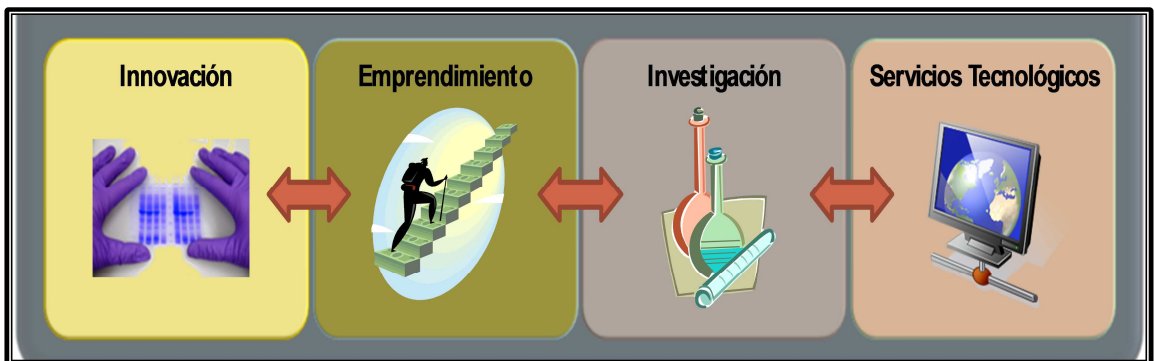 Innovación
Emprendimiento
Investigación
Servicios Tecnológicos